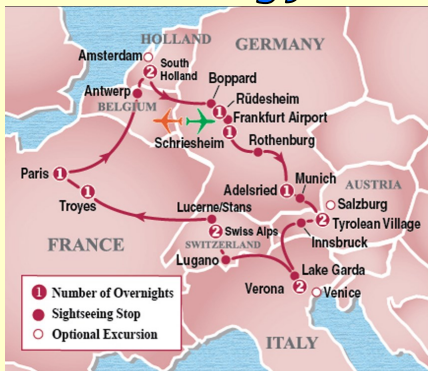 HOLLAND
GERMANY
Amsterdam
2
South
Holland
Boppard
Antwerp
BELGIUM
Rüdesheim
1
Frankfurt Airport
1
Schriesheim
Rothenburg
Paris
1
1
Troyes
Adelsried
1
Munich
AUSTRIA
Salzburg
2
Tyrolean Village
Lucerne/Stans
2
Swiss Alps
Innsbruck
SWITZERLAND
FRANCE
Lugano
Lake Garda
Verona
2
Venice
ITALY
1 Number of Overnights
Sightseeing Stop
Optional Excursion